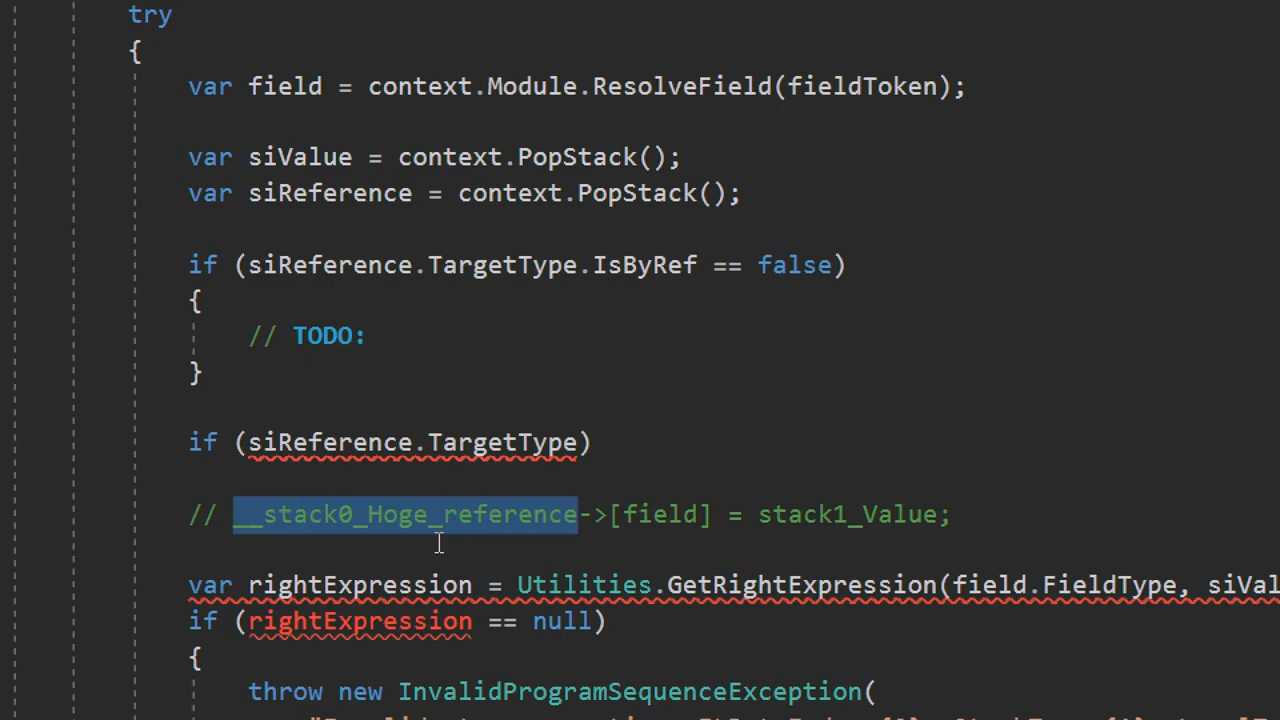 try
{
var field = context.Module.ResolveField(fieldToken);
var siValue = context.PopStack();
var siReference = context.PopStack();
if (siReference.TargetType.IsByRef == false)
{
// TODO:
}
if (siReference.TargetType)
// __stack0_Hoge_reference->[field] = stack1_Value;
var rightExpression = Utilities.GetRightExpression(field.FieldType, siVal
if (rightExpression == null)
{
throw new InvalidProgramSequenceException(